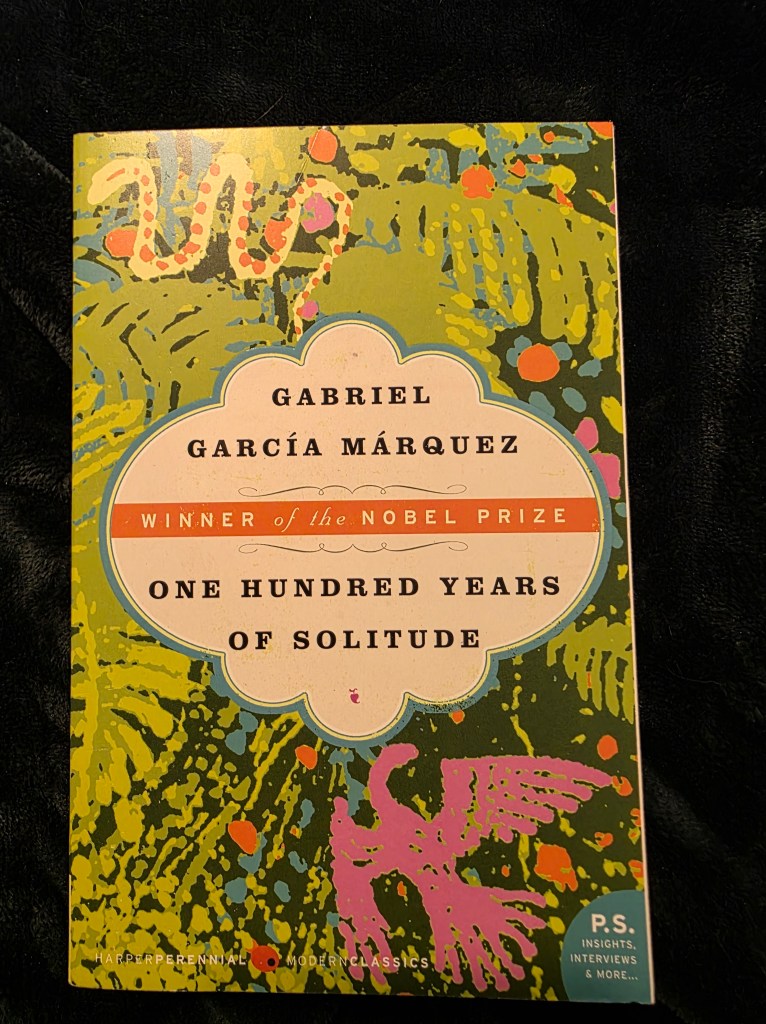 GABRIEL
GARCÍA MÁRQUEZ
WINNER of the NOBEL PRIZE
ONE HUNDRED YEARS
OF SOLITUDE
P.S.
INSIGHTS,
INTERVIEWS
& MORE...
HARPERPERENNIAL MODERNCLASSICS